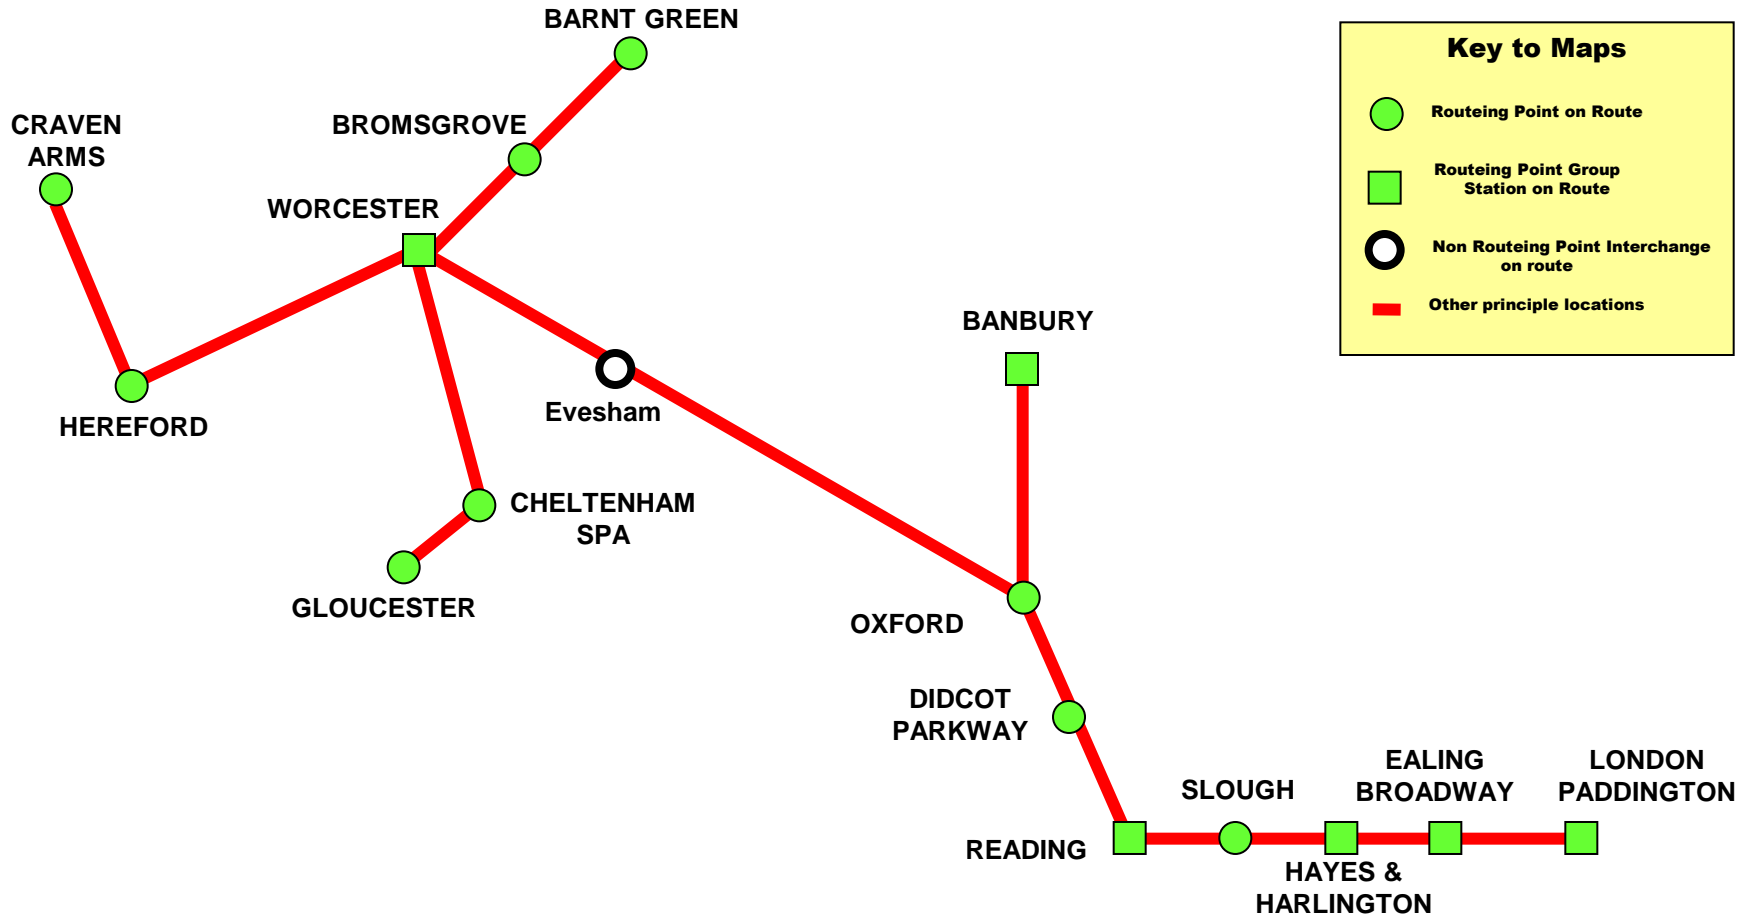 BARNT GREEN
Key to Maps
Routeing Point on Route
CRAVEN
ARMS
BROMSGROVE
Routeing Point Group
Station on Route
WORCESTER
Non Routeing Point Interchange
on route
Other principle locations
BANBURY
Evesham
HEREFORD
CHELTENHAM
SPA
GLOUCESTER
OXFORD
DIDCOT
PARKWAY
EALING
BROADWAY
LONDON
PADDINGTON
SLOUGH
READING
HAYES &
HARLINGTON